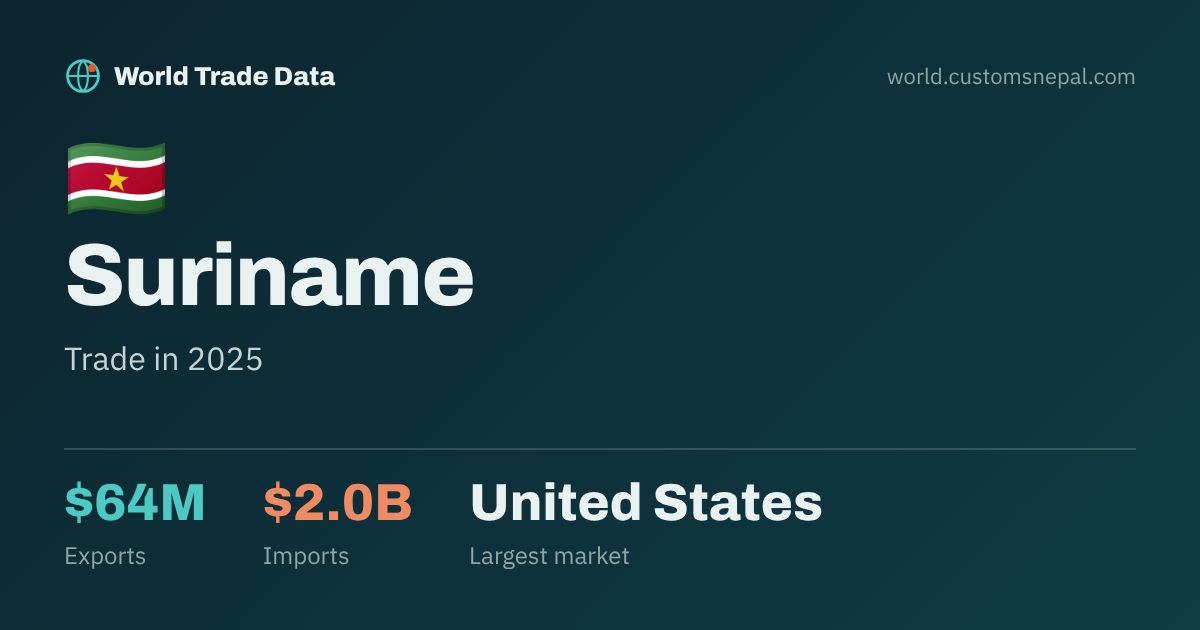 World Trade Data
world.customsnepal.com
Suriname
Trade in 2025
$64M
Exports
$2.0B
Imports
United States
Largest market